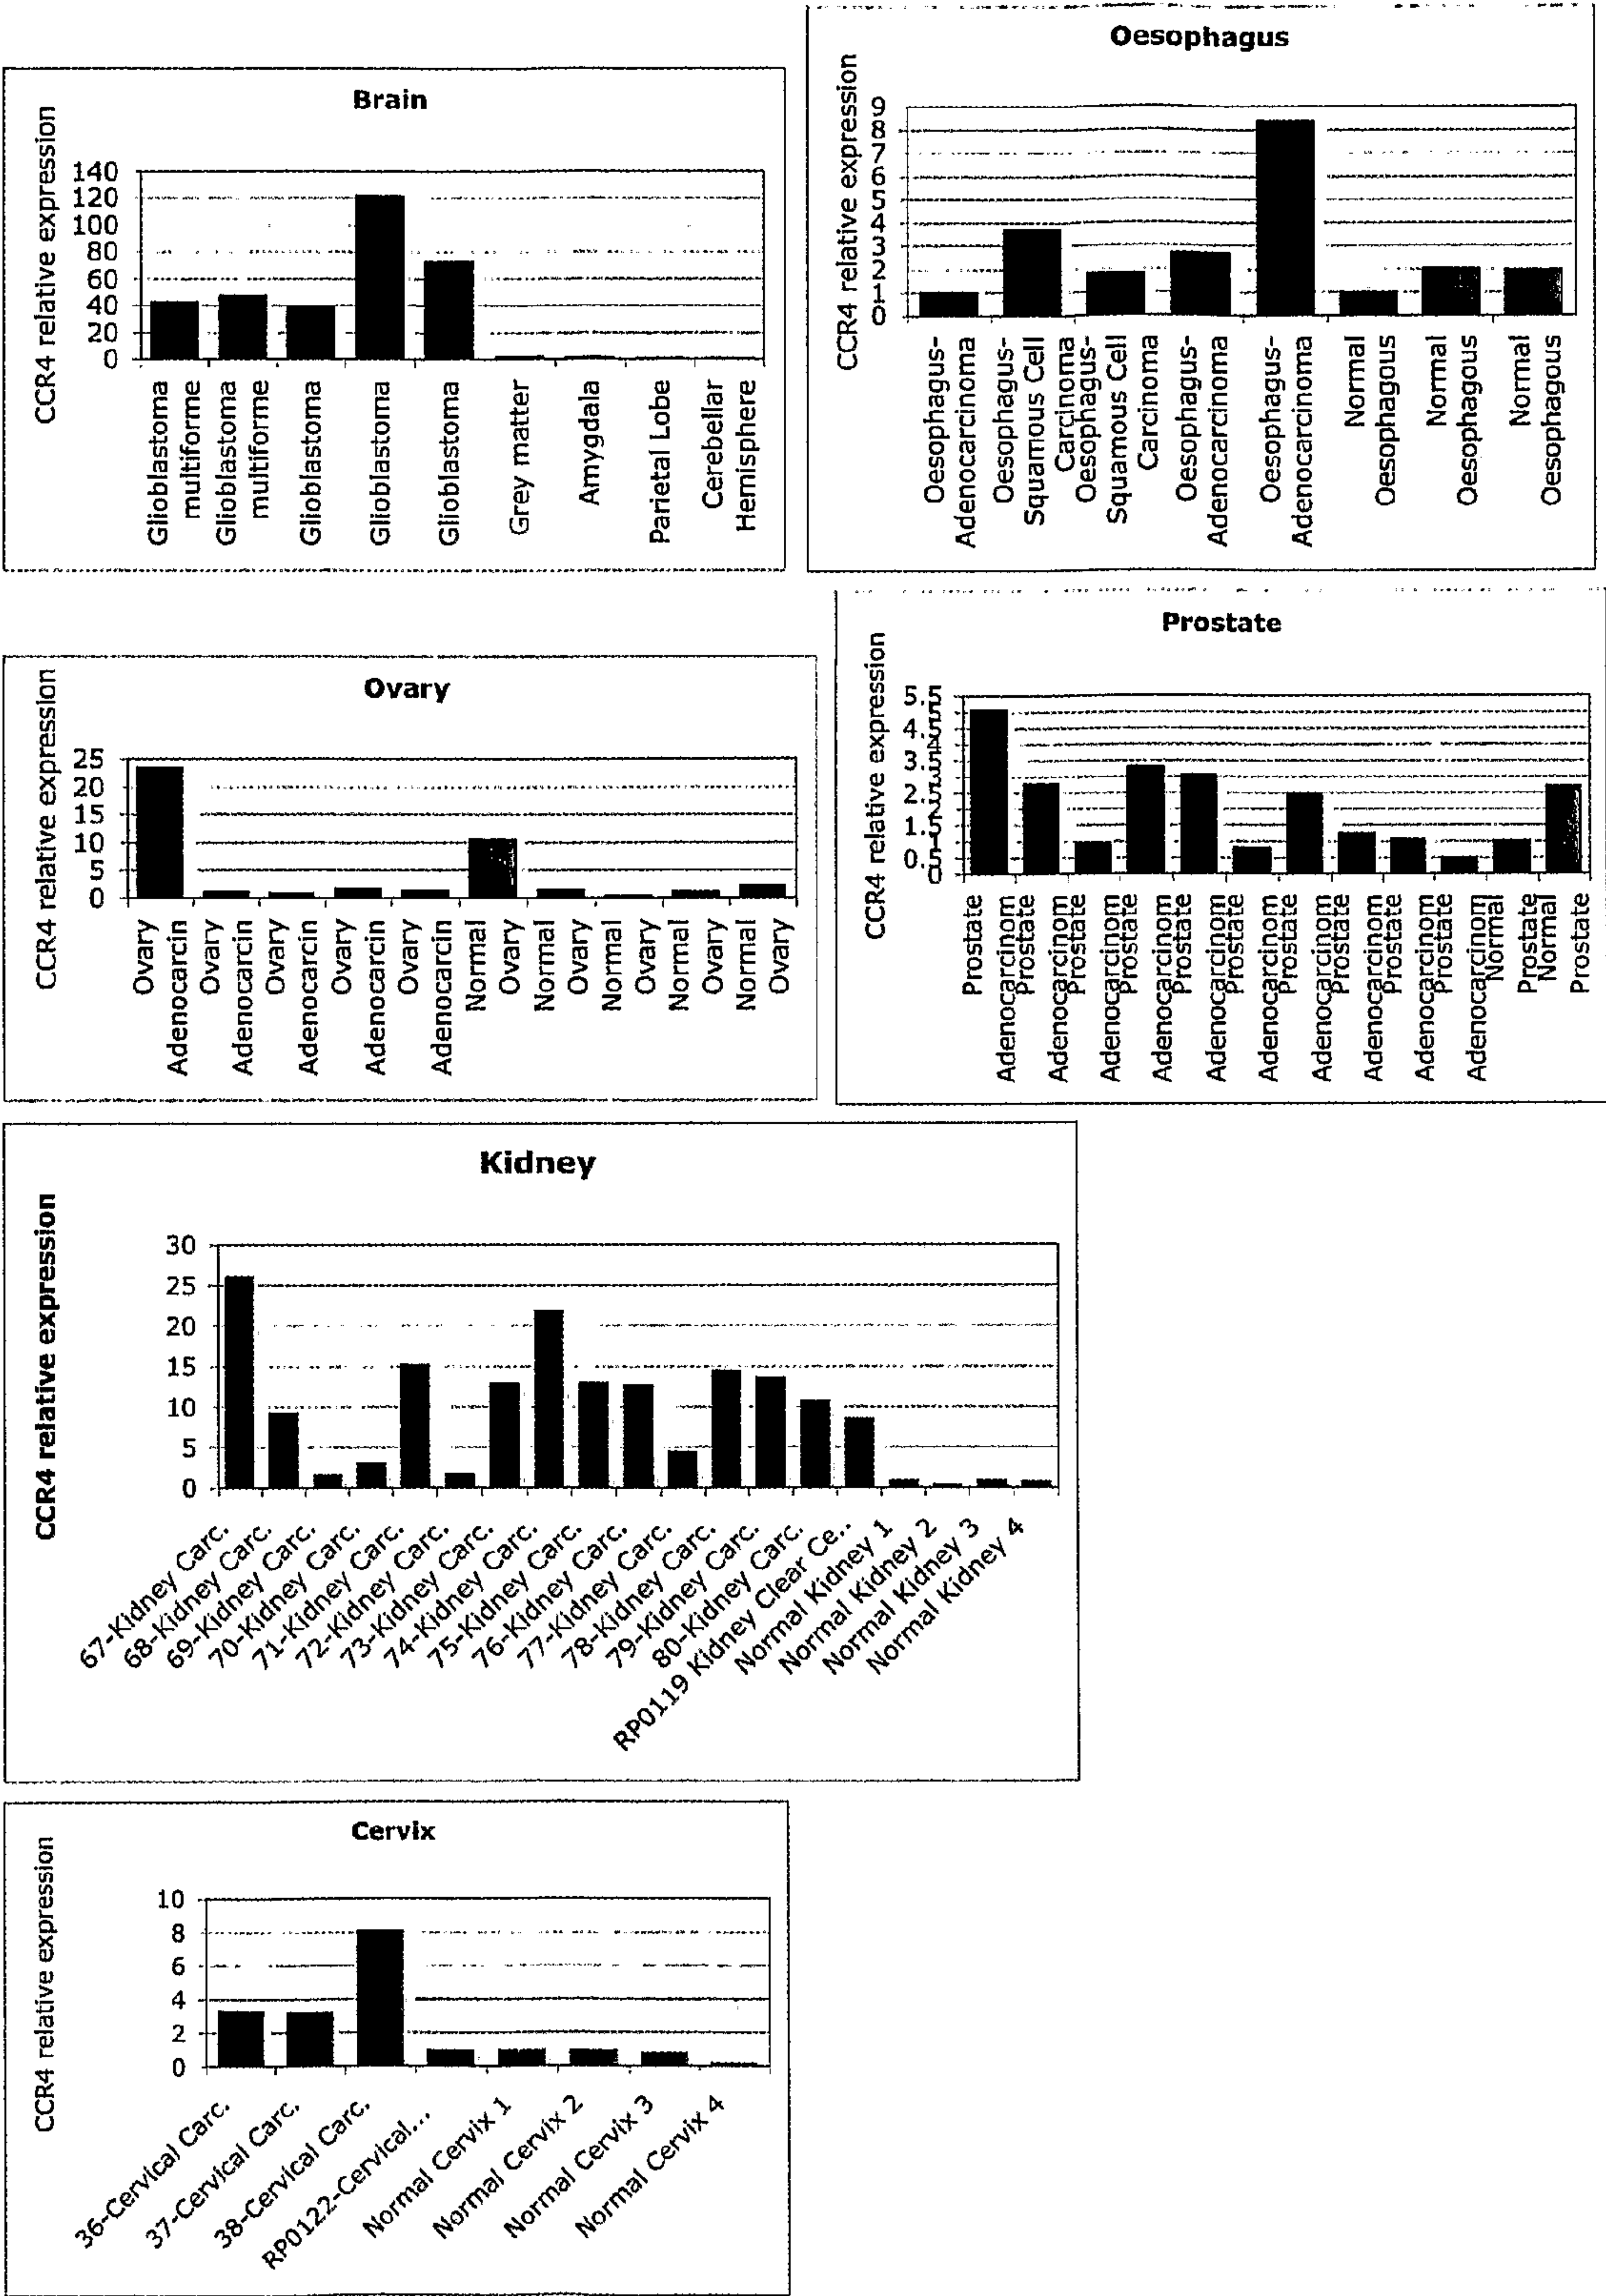 Brain
CCR4 relative expression
140
120
100
80
60
40
20
0
Glioblastoma
multiforme
Glioblastoma
multiforme
Glioblastoma
Glioblastoma
Glioblastoma
Grey matter
Amygdala
Parietal Lobe
Cerebellar
Hemisphere
Oesophagus
CCR4 relative expression
9
8
7
6
5
4
3
2
1
0
Oesophagus-
Adenocarcinoma
Oesophagus-
Squamous Cell
Carcinoma
Oesophagus-
Squamous Cell
Carcinoma
Oesophagus-
Adenocarcinoma
Oesophagus-
Adenocarcinoma
Normal
Oesophagous
Normal
Oesophagous
Normal
Oesophagous
Ovary
CCR4 relative expression
25
20
15
10
5
0
Ovary
Adenocarcin
Ovary
Adenocarcin
Ovary
Adenocarcin
Ovary
Adenocarcin
Ovary
Adenocarcin
Normal
Ovary
Normal
Ovary
Normal
Ovary
Normal
Ovary
Normal
Ovary
Prostate
CCR4 relative expression
5.5
4.5
3.5
2.5
1.5
0.5
0
Prostate
Adenocarcinom
Prostate
Adenocarcinom
Prostate
Adenocarcinom
Prostate
Adenocarcinom
Prostate
Adenocarcinom
Prostate
Adenocarcinom
Prostate
Adenocarcinom
Prostate
Adenocarcinom
Prostate
Adenocarcinom
Prostate
Adenocarcinom
Normal
Prostate
Normal
Prostate
Kidney
CCR4 relative expression
30
25
20
15
10
5
0
67-Kidney Carc.
68-Kidney Carc.
69-Kidney Carc.
70-Kidney Carc.
71-Kidney Carc.
72-Kidney Carc.
73-Kidney Carc.
74-Kidney Carc.
75-Kidney Carc.
76-Kidney Carc.
77-Kidney Carc.
78-Kidney Carc.
79-Kidney Carc.
80-Kidney Carc.
RP0119 Kidney Clear Ce..
Normal Kidney 1
Normal Kidney 2
Normal Kidney 3
Normal Kidney 4
Cervix
CCR4 relative expression
10
8
6
4
2
0
36-Cervical Carc.
37-Cervical Carc.
38-Cervical Carc.
RP0122-Cervical...
Normal Cervix 1
Normal Cervix 2
Normal Cervix 3
Normal Cervix 4